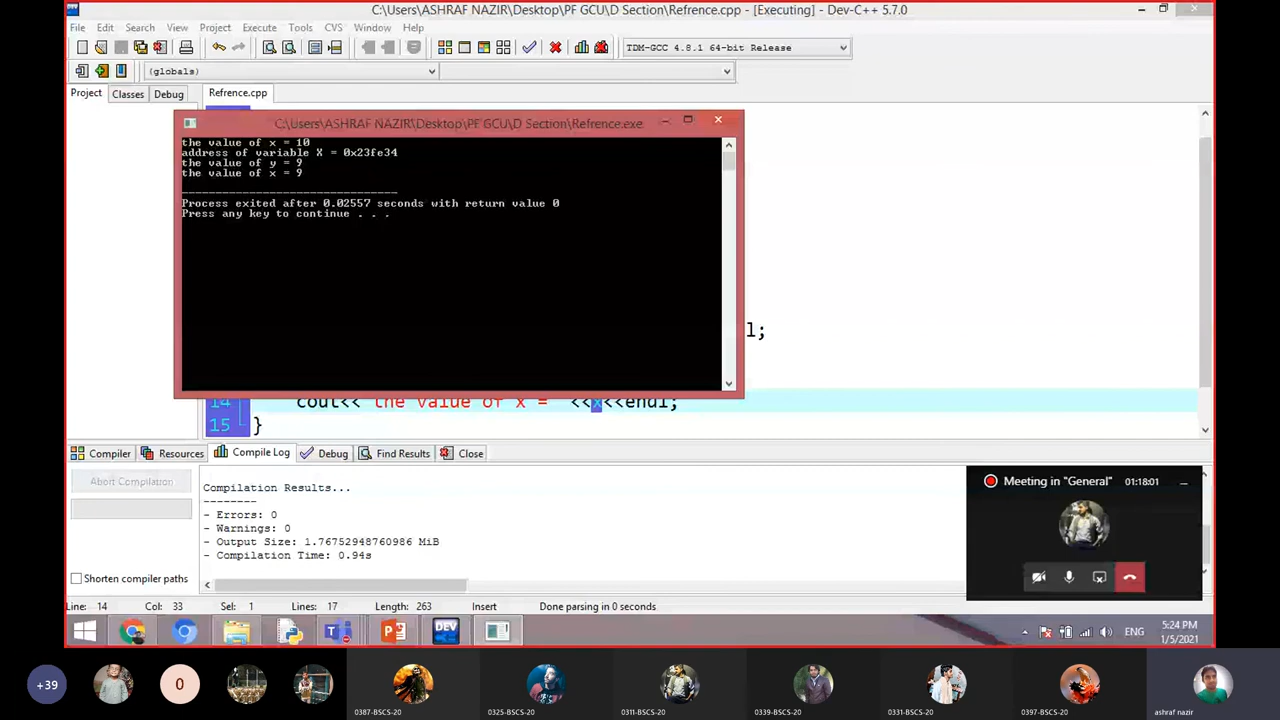 C:\Users\ASHRAF NAZIR\Desktop\PF GCU\D Section\Refrence.cpp - [Executing] - Dev-C++ 5.7.0
File Edit Search View Project Execute Tools CVS Window Help
TDM-GCC 4.8.1 64-bit Release
(globals)
Project Classes Debug Refrence.cpp
C:\Users\ASHRAF NAZIR\Desktop\PF GCU\D Section\Refrence.exe
the value of x = 10
address of variable X = 0x23fe34
the value of y = 9
the value of x = 9
--------------------------------
Process exited after 0.02557 seconds with return value 0
Press any key to continue . . .
l;
14 cout<< the value of x = <<x<<endl;
15 }
Compiler Resources Compile Log Debug Find Results Close
Abort Compilation
Compilation Results...
--------
- Errors: 0
- Warnings: 0
- Output Size: 1.76752948760986 MiB
- Compilation Time: 0.94s
Shorten compiler paths
Meeting in "General" 01:18:01
Line: 14 Col: 33 Sel: 1 Lines: 17 Length: 263 Insert Done parsing in 0 seconds
DEV
ENG
5:24 PM
1/5/2021
+39
0
0387-BSCS-20
0325-BSCS-20
0311-BSCS-20
0339-BSCS-20
0331-BSCS-20
0397-BSCS-20
ashraf nazir